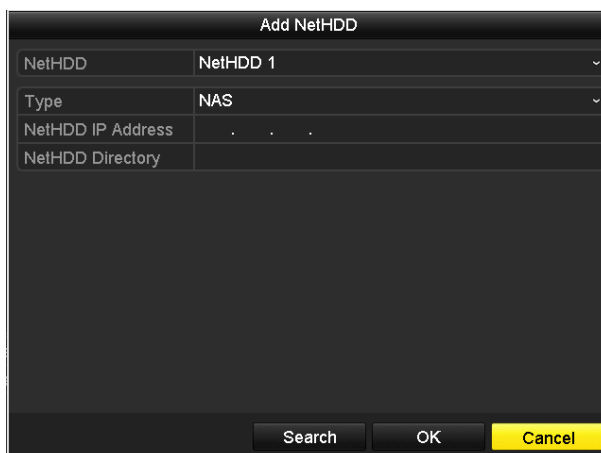 Add NetHDD
NetHDD NetHDD 1
Type NAS
NetHDD IP Address . . .
NetHDD Directory
Search OK Cancel